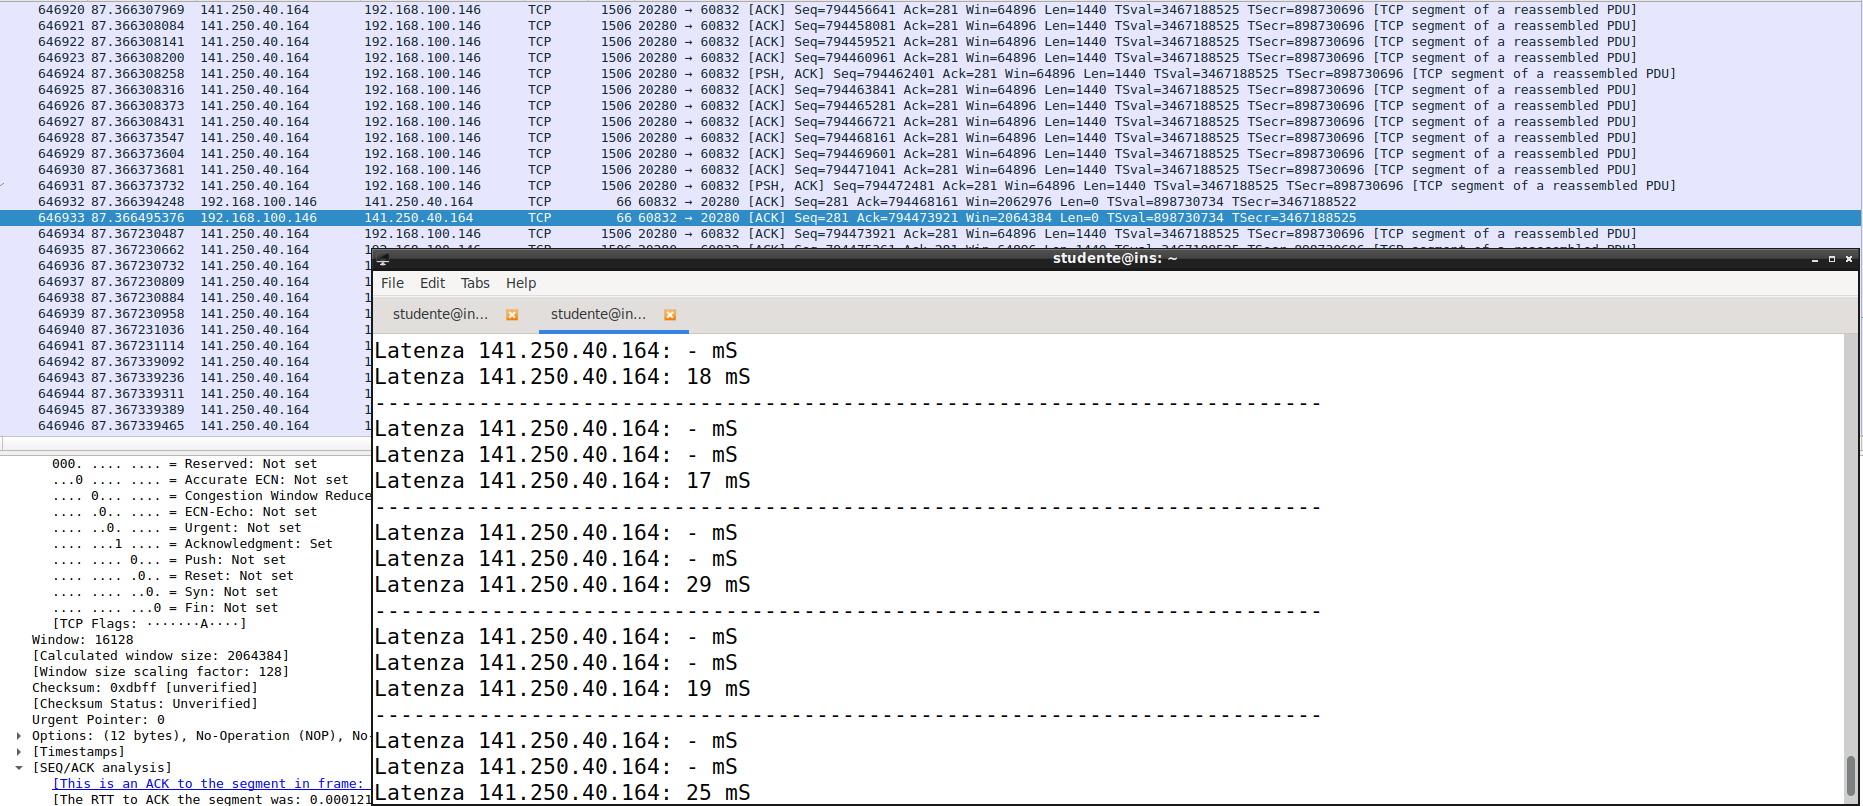 646920 87.366307969 141.250.40.164 192.168.100.146 TCP 1506 20280 → 60832 [ACK] Seq=794456641 Ack=281 Win=64896 Len=1440 TSval=3467188525 TSecr=898730696 [TCP segment of a reassembled PDU]
646921 87.366308084 141.250.40.164 192.168.100.146 TCP 1506 20280 → 60832 [ACK] Seq=794458081 Ack=281 Win=64896 Len=1440 TSval=3467188525 TSecr=898730696 [TCP segment of a reassembled PDU]
646922 87.366308141 141.250.40.164 192.168.100.146 TCP 1506 20280 → 60832 [ACK] Seq=794459521 Ack=281 Win=64896 Len=1440 TSval=3467188525 TSecr=898730696 [TCP segment of a reassembled PDU]
646923 87.366308200 141.250.40.164 192.168.100.146 TCP 1506 20280 → 60832 [ACK] Seq=794460961 Ack=281 Win=64896 Len=1440 TSval=3467188525 TSecr=898730696 [TCP segment of a reassembled PDU]
646924 87.366308258 141.250.40.164 192.168.100.146 TCP 1506 20280 → 60832 [PSH, ACK] Seq=794462401 Ack=281 Win=64896 Len=1440 TSval=3467188525 TSecr=898730696 [TCP segment of a reassembled PDU]
646925 87.366308316 141.250.40.164 192.168.100.146 TCP 1506 20280 → 60832 [ACK] Seq=794463841 Ack=281 Win=64896 Len=1440 TSval=3467188525 TSecr=898730696 [TCP segment of a reassembled PDU]
646926 87.366308373 141.250.40.164 192.168.100.146 TCP 1506 20280 → 60832 [ACK] Seq=794465281 Ack=281 Win=64896 Len=1440 TSval=3467188525 TSecr=898730696 [TCP segment of a reassembled PDU]
646927 87.366308431 141.250.40.164 192.168.100.146 TCP 1506 20280 → 60832 [ACK] Seq=794466721 Ack=281 Win=64896 Len=1440 TSval=3467188525 TSecr=898730696 [TCP segment of a reassembled PDU]
646928 87.366373547 141.250.40.164 192.168.100.146 TCP 1506 20280 → 60832 [ACK] Seq=794468161 Ack=281 Win=64896 Len=1440 TSval=3467188525 TSecr=898730696 [TCP segment of a reassembled PDU]
646929 87.366373604 141.250.40.164 192.168.100.146 TCP 1506 20280 → 60832 [ACK] Seq=794469601 Ack=281 Win=64896 Len=1440 TSval=3467188525 TSecr=898730696 [TCP segment of a reassembled PDU]
646930 87.366373681 141.250.40.164 192.168.100.146 TCP 1506 20280 → 60832 [ACK] Seq=794471041 Ack=281 Win=64896 Len=1440 TSval=3467188525 TSecr=898730696 [TCP segment of a reassembled PDU]
646931 87.366373732 141.250.40.164 192.168.100.146 TCP 1506 20280 → 60832 [PSH, ACK] Seq=794472481 Ack=281 Win=64896 Len=1440 TSval=3467188525 TSecr=898730696 [TCP segment of a reassembled PDU]
646932 87.366394248 192.168.100.146 141.250.40.164 TCP 66 60832 → 20280 [ACK] Seq=281 Ack=794468161 Win=2062976 Len=0 TSval=898730734 TSecr=3467188522
646933 87.366495376 192.168.100.146 141.250.40.164 TCP 66 60832 → 20280 [ACK] Seq=281 Ack=794473921 Win=2064384 Len=0 TSval=898730734 TSecr=3467188525
646934 87.367230487 141.250.40.164 192.168.100.146 TCP 1506 20280 → 60832 [ACK] Seq=794473921 Ack=281 Win=64896 Len=1440 TSval=3467188525 TSecr=898730696 [TCP segment of a reassembled PDU]
646935 87.367230662 141.250.40.164
646936 87.367230732 141.250.40.164 1
646937 87.367230809 141.250.40.164 1
646938 87.367230884 141.250.40.164 1
646939 87.367230958 141.250.40.164 1
646940 87.367231036 141.250.40.164 1
646941 87.367231114 141.250.40.164 1
646942 87.367339092 141.250.40.164 1
646943 87.367339236 141.250.40.164 1
646944 87.367339311 141.250.40.164 1
646945 87.367339389 141.250.40.164 1
646946 87.367339465 141.250.40.164 1
000. .... .... = Reserved: Not set
...0 .... .... = Accurate ECN: Not set
.... 0... .... = Congestion Window Reduce
.... .0.. .... = ECN-Echo: Not set
.... ..0. .... = Urgent: Not set
.... ...1 .... = Acknowledgment: Set
.... .... 0... = Push: Not set
.... .... .0.. = Reset: Not set
.... .... ..0. = Syn: Not set
.... .... ...0 = Fin: Not set
[TCP Flags: ·······A····]
Window: 16128
[Calculated window size: 2064384]
[Window size scaling factor: 128]
Checksum: 0xdbff [unverified]
[Checksum Status: Unverified]
Urgent Pointer: 0
Options: (12 bytes), No-Operation (NOP), No-
[Timestamps]
[SEQ/ACK analysis]
[This is an ACK to the segment in frame:
[The RTT to ACK the segment was: 0.000121
studente@ins: ~
File Edit Tabs Help
studente@in... studente@in...
Latenza 141.250.40.164: - mS
Latenza 141.250.40.164: 18 mS
-------------------------------------------------------------------------
Latenza 141.250.40.164: - mS
Latenza 141.250.40.164: - mS
Latenza 141.250.40.164: 17 mS
-------------------------------------------------------------------------
Latenza 141.250.40.164: - mS
Latenza 141.250.40.164: - mS
Latenza 141.250.40.164: 29 mS
-------------------------------------------------------------------------
Latenza 141.250.40.164: - mS
Latenza 141.250.40.164: - mS
Latenza 141.250.40.164: 19 mS
-------------------------------------------------------------------------
Latenza 141.250.40.164: - mS
Latenza 141.250.40.164: - mS
Latenza 141.250.40.164: 25 mS